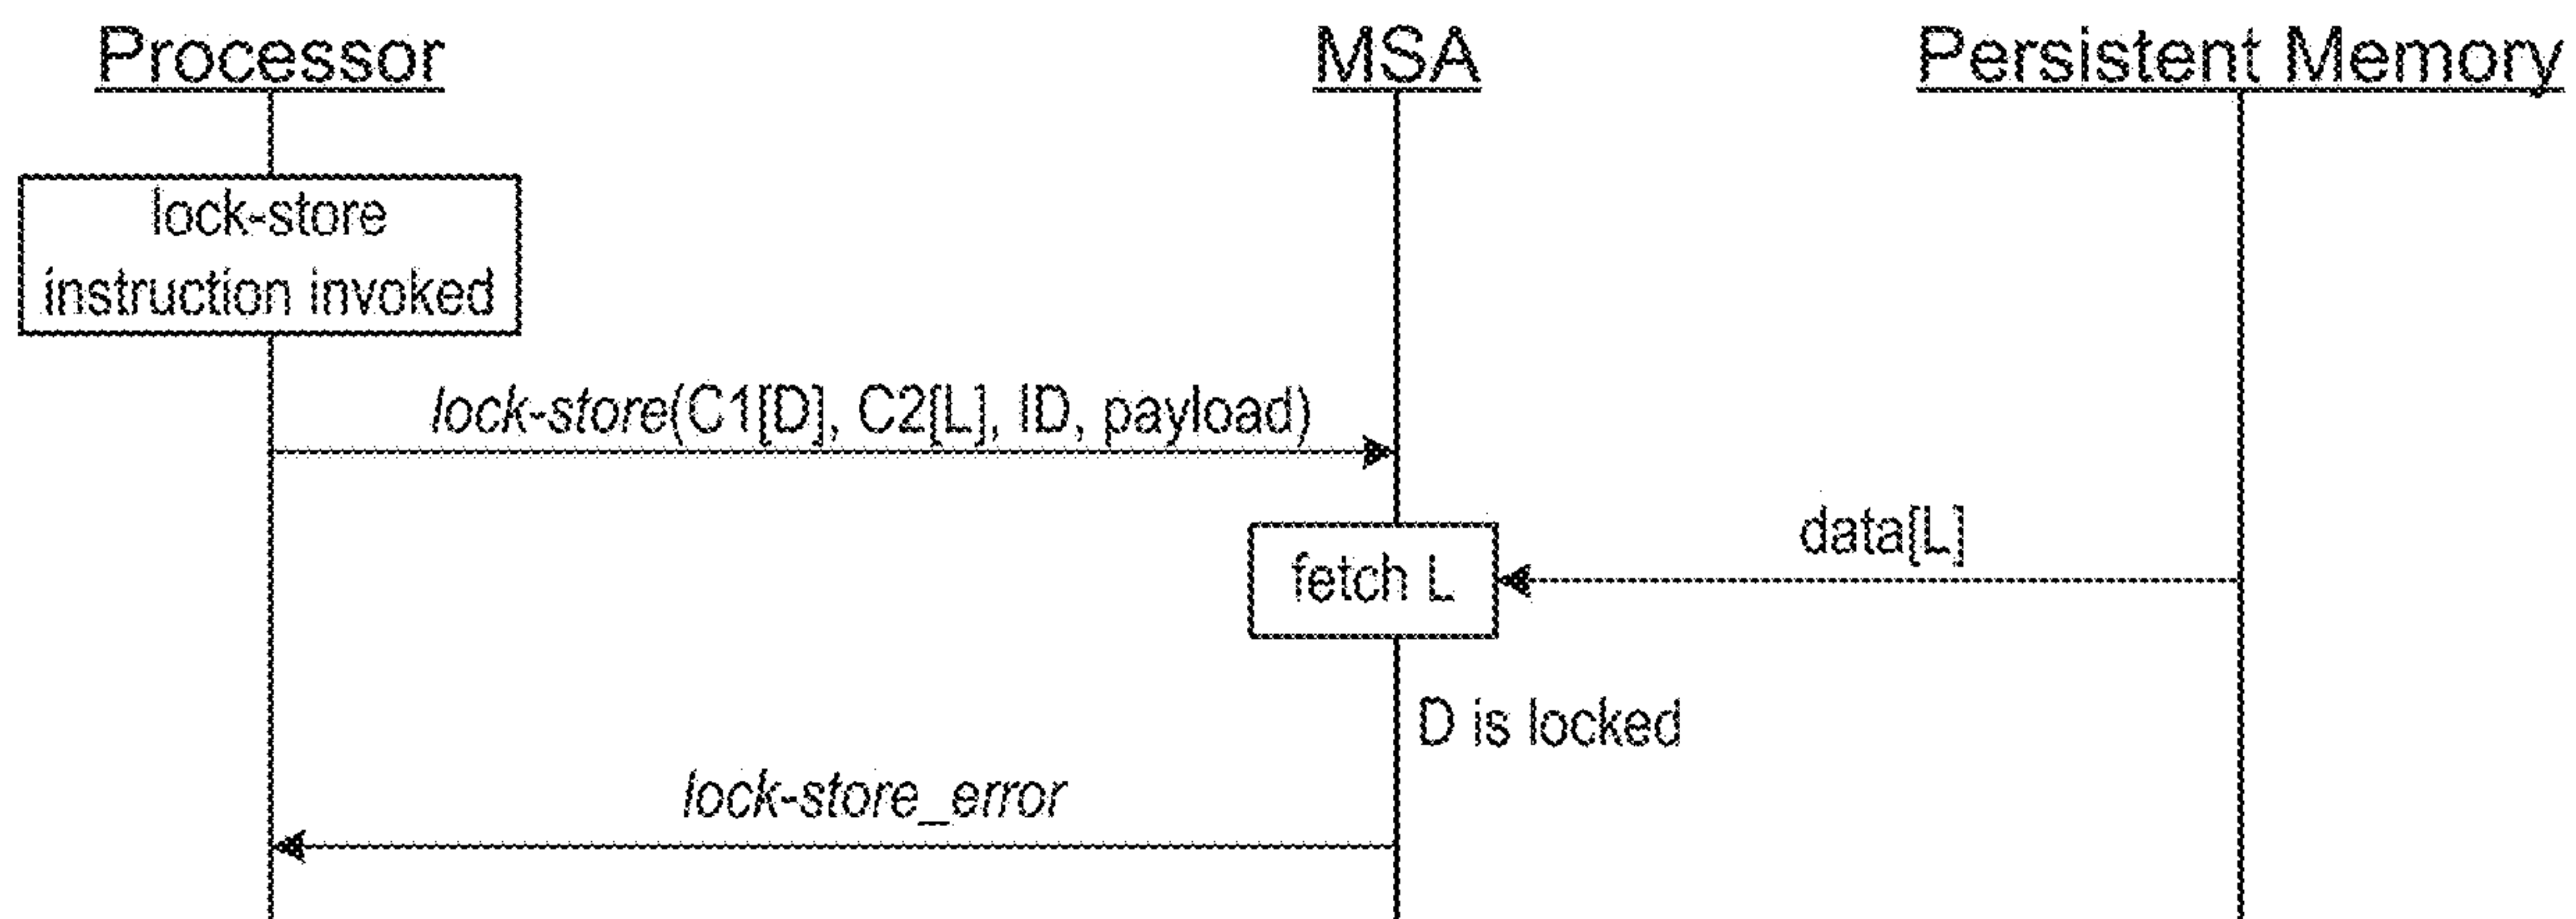 Processor
MSA
Persistent Memory
lock-store
instruction invoked
lock-store(C1[D], C2[L], ID, payload)
data[L]
fetch L
D is locked
lock-store_error